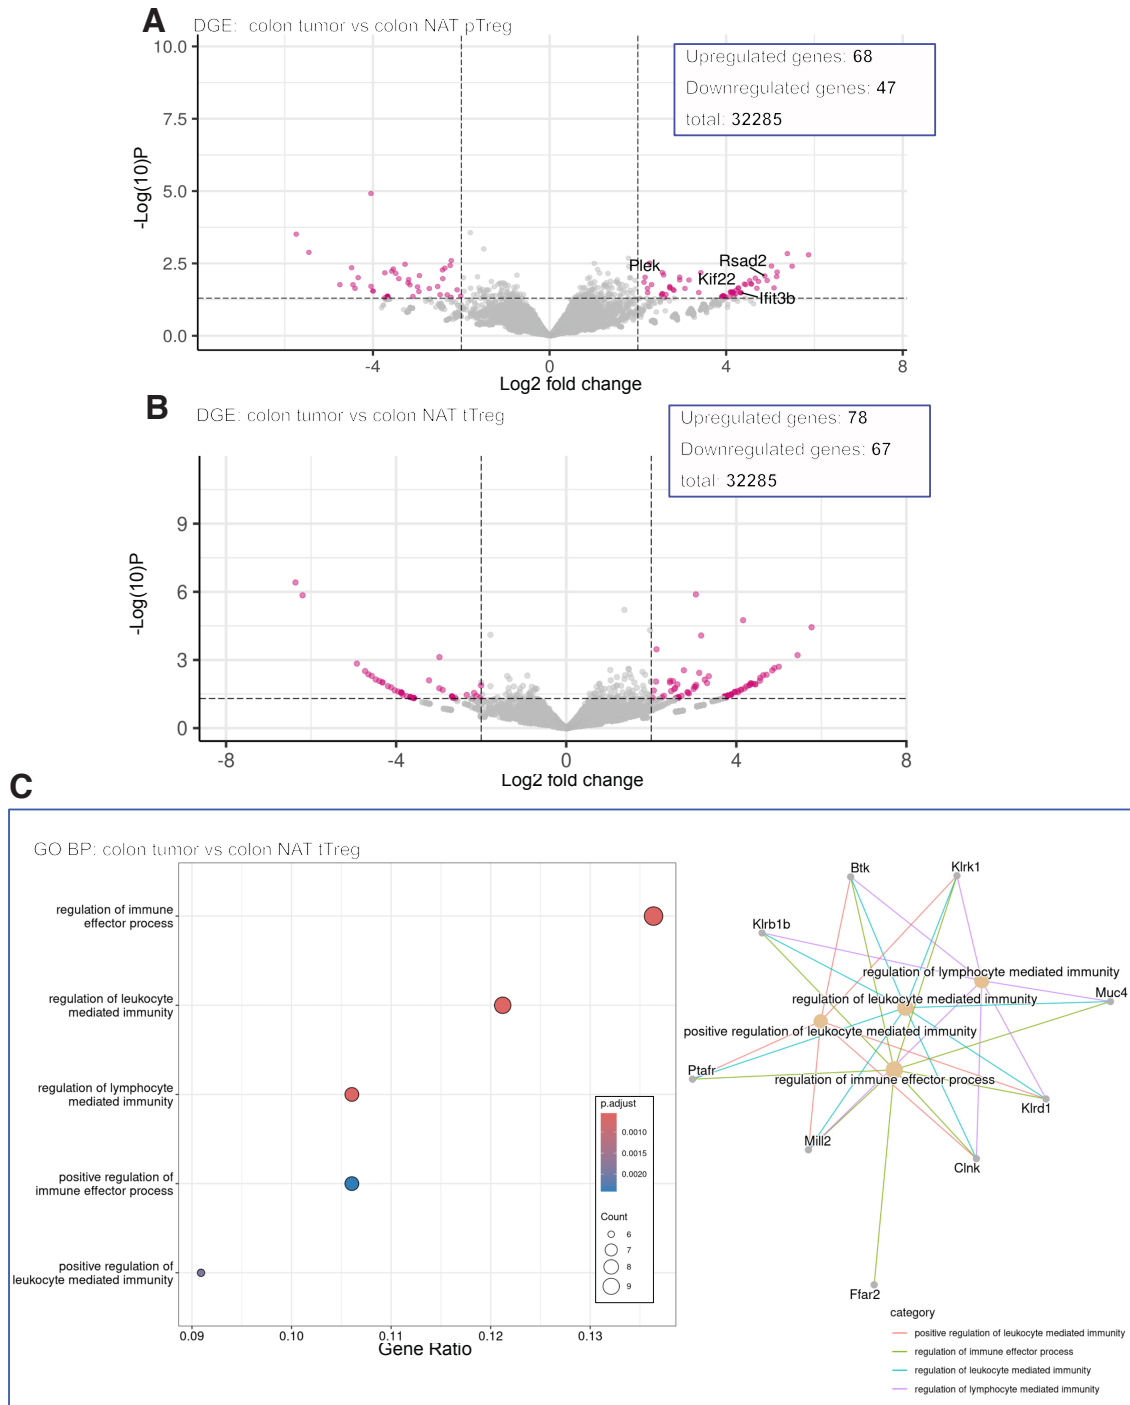 A
DGE: colon tumor vs colon NAT pTreg
Upregulated genes: 68
Downregulated genes: 47
total: 32285
-Log(10)P
10.0
7.5
5.0
2.5
0.0
Plek
Rsad2
Kif22
Ifit3b
-4
0
4
8
Log2 fold change
B
DGE: colon tumor vs colon NAT tTreg
Upregulated genes: 78
Downregulated genes: 67
total: 32285
-Log(10)P
9
6
3
0
-8
-4
0
4
8
Log2 fold change
C
GO BP: colon tumor vs colon NAT tTreg
regulation of immune
effector process
regulation of leukocyte
mediated immunity
regulation of lymphocyte
mediated immunity
positive regulation of
immune effector process
positive regulation of
leukocyte mediated immunity
p.adjust
0.0010
0.0015
0.0020
Count
6
7
8
9
0.09
0.10
0.11
0.12
0.13
Gene Ratio
Btk
Klrk1
Klrb1b
regulation of lymphocyte mediated immunity
Muc4
regulation of leukocyte mediated immunity
positive regulation of leukocyte mediated immunity
Ptafr
regulation of immune effector process
Klrd1
Mill2
Clnk
Ffar2
category
positive regulation of leukocyte mediated immunity
regulation of immune effector process
regulation of leukocyte mediated immunity
regulation of lymphocyte mediated immunity